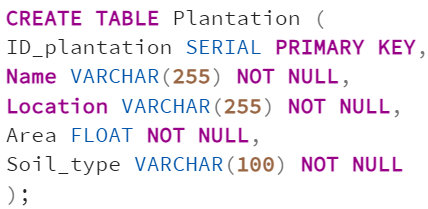 CREATE TABLE Plantation (
ID_plantation SERIAL PRIMARY KEY,
Name VARCHAR(255) NOT NULL,
Location VARCHAR(255) NOT NULL,
Area FLOAT NOT NULL,
Soil_type VARCHAR(100) NOT NULL
);